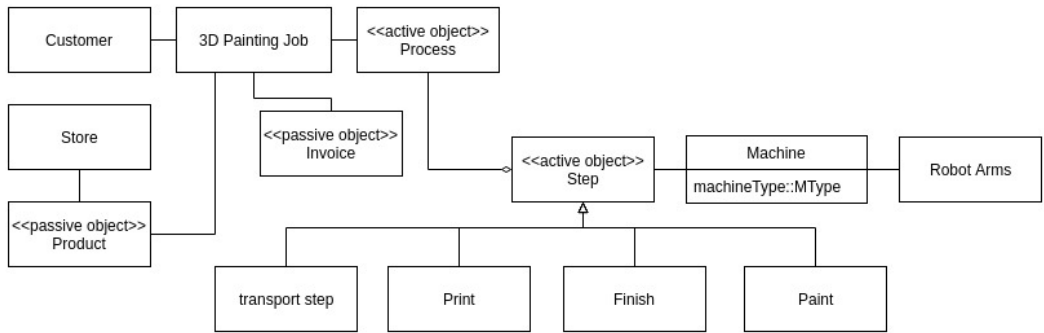 Customer
3D Painting Job
<<active object>>
Process
Store
<<passive object>>
Invoice
<<active object>>
Step
Machine
machineType::MType
Robot Arms
<<passive object>>
Product
transport step
Print
Finish
Paint